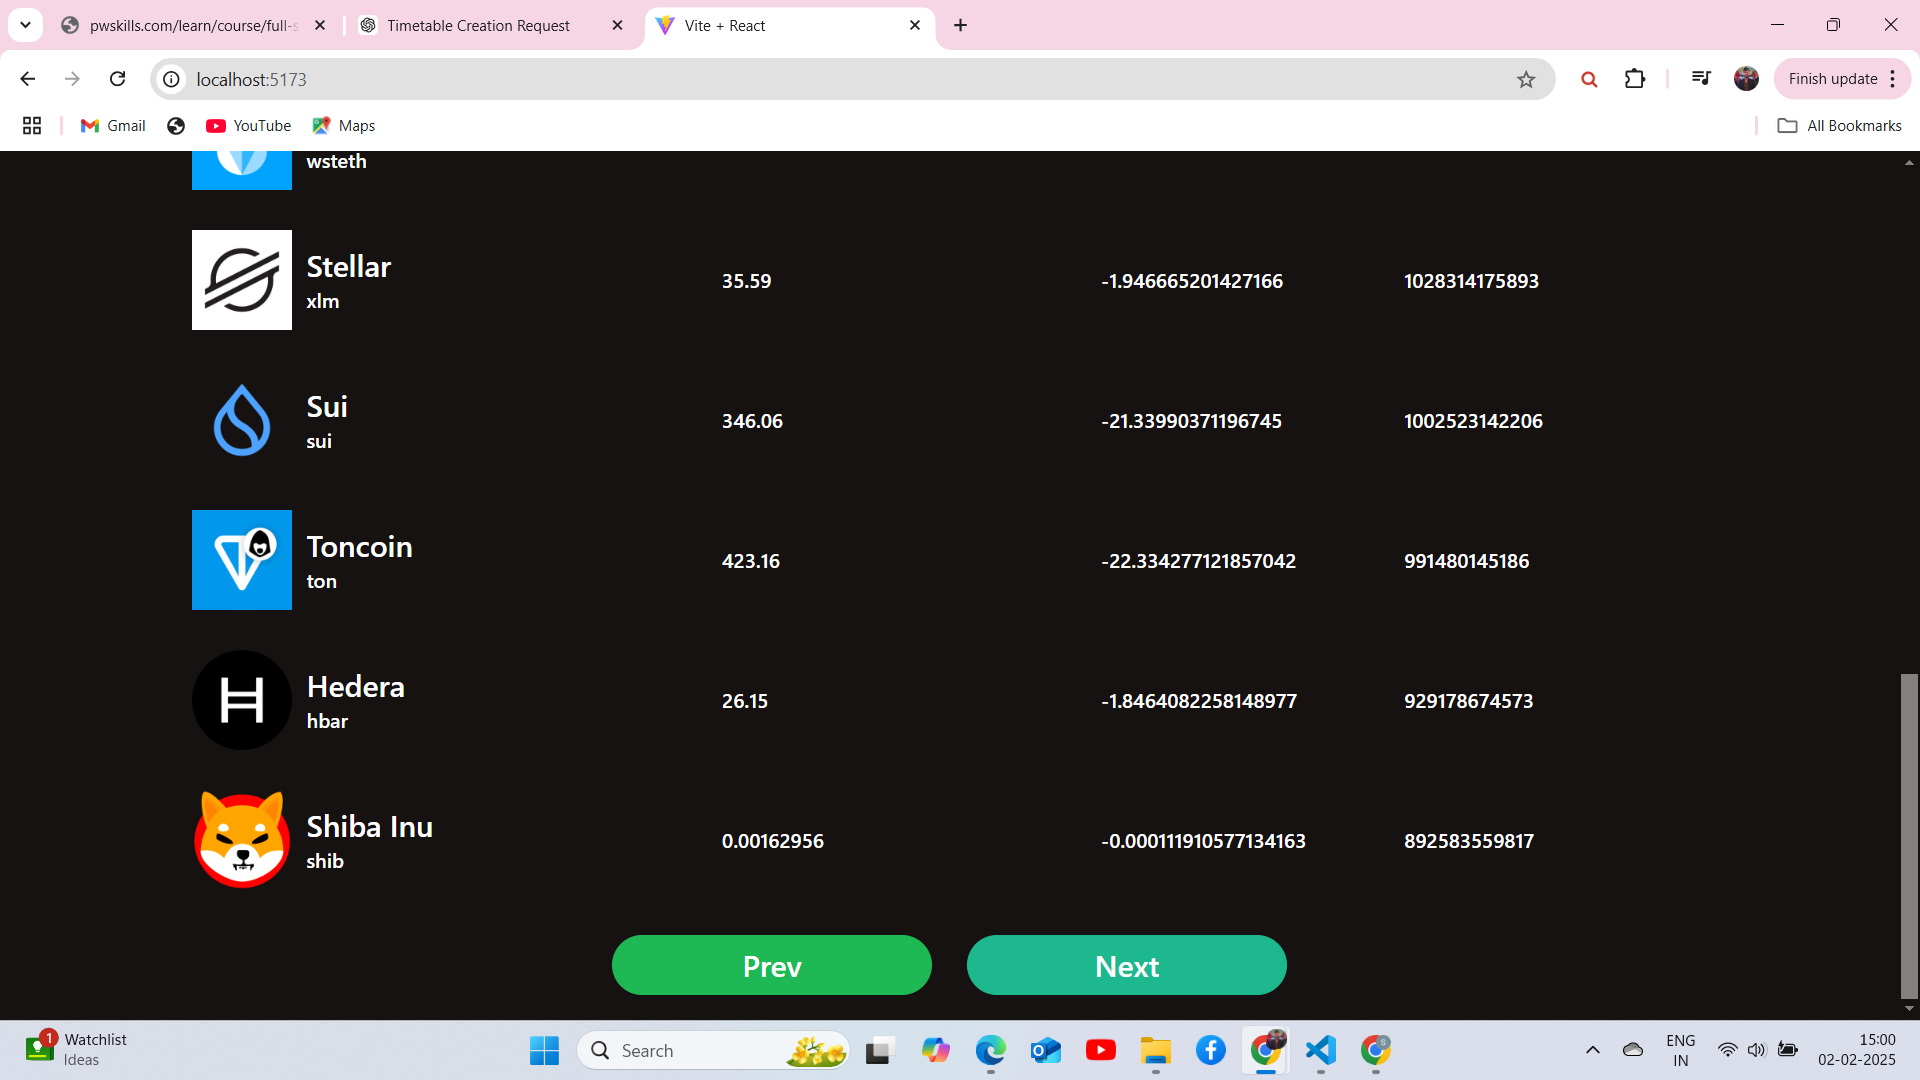 pwskills.com/learn/course/full-s
Timetable Creation Request
Vite + React
localhost:5173
Finish update
Gmail
YouTube
Maps
All Bookmarks
wsteth
Stellar
xlm
35.59
-1.946665201427166
1028314175893
Sui
sui
346.06
-21.33990371196745
1002523142206
Toncoin
ton
423.16
-22.334277121857042
991480145186
Hedera
hbar
26.15
-1.8464082258148977
929178674573
Shiba Inu
shib
0.00162956
-0.000111910577134163
892583559817
Prev
Next
1
Watchlist
Ideas
Search
ENG
IN
15:00
02-02-2025